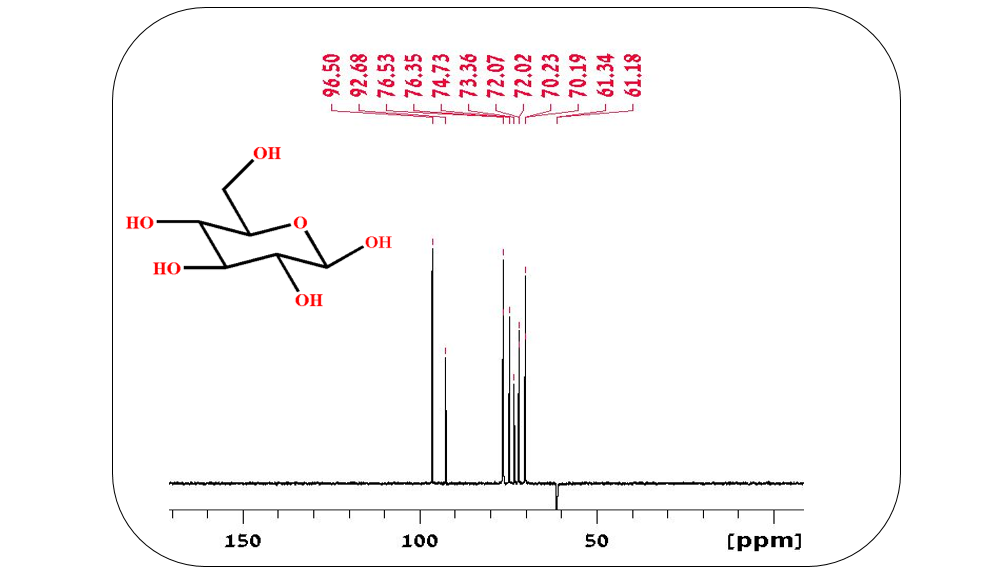 96.50
92.68
76.53
76.35
74.73
73.36
72.07
72.02
70.23
70.19
61.34
61.18
OH
HO
O
OH
HO
OH
150 100 50 [ppm]